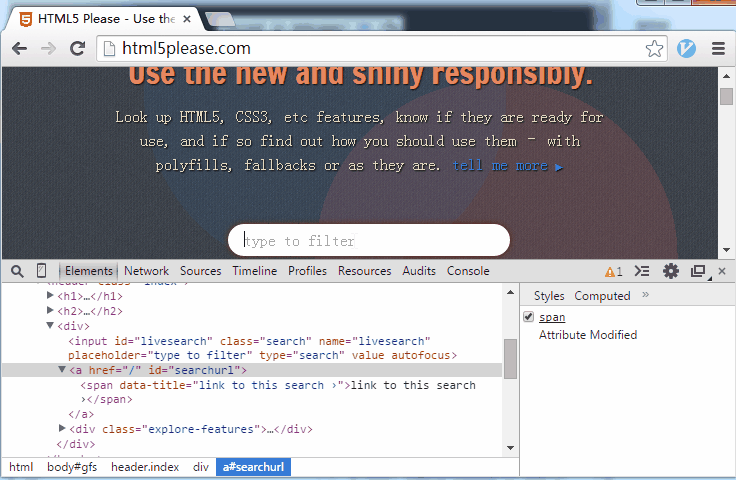 HTML5 Please - Use the
html5please.com
Use the new and shiny responsibly.
Look up HTML5, CSS3, etc features, know if they are ready for
use, and if so find out how you should use them - with
polyfills, fallbacks or as they are. tell me more ▶
type to filter
Elements Network Sources Timeline Profiles Resources Audits Console 1
<h1>…</h1>
<h2>…</h2>
<div>
<input id="livesearch" class="search" name="livesearch"
placeholder="type to filter" type="search" value autofocus>
<a href="/" id="searchurl">
<span data-title="link to this search ›">link to this search
›</span>
</a>
<div class="explore-features">…</div>
</div>
html body#gfs header.index div a#searchurl
Styles Computed »
span
Attribute Modified